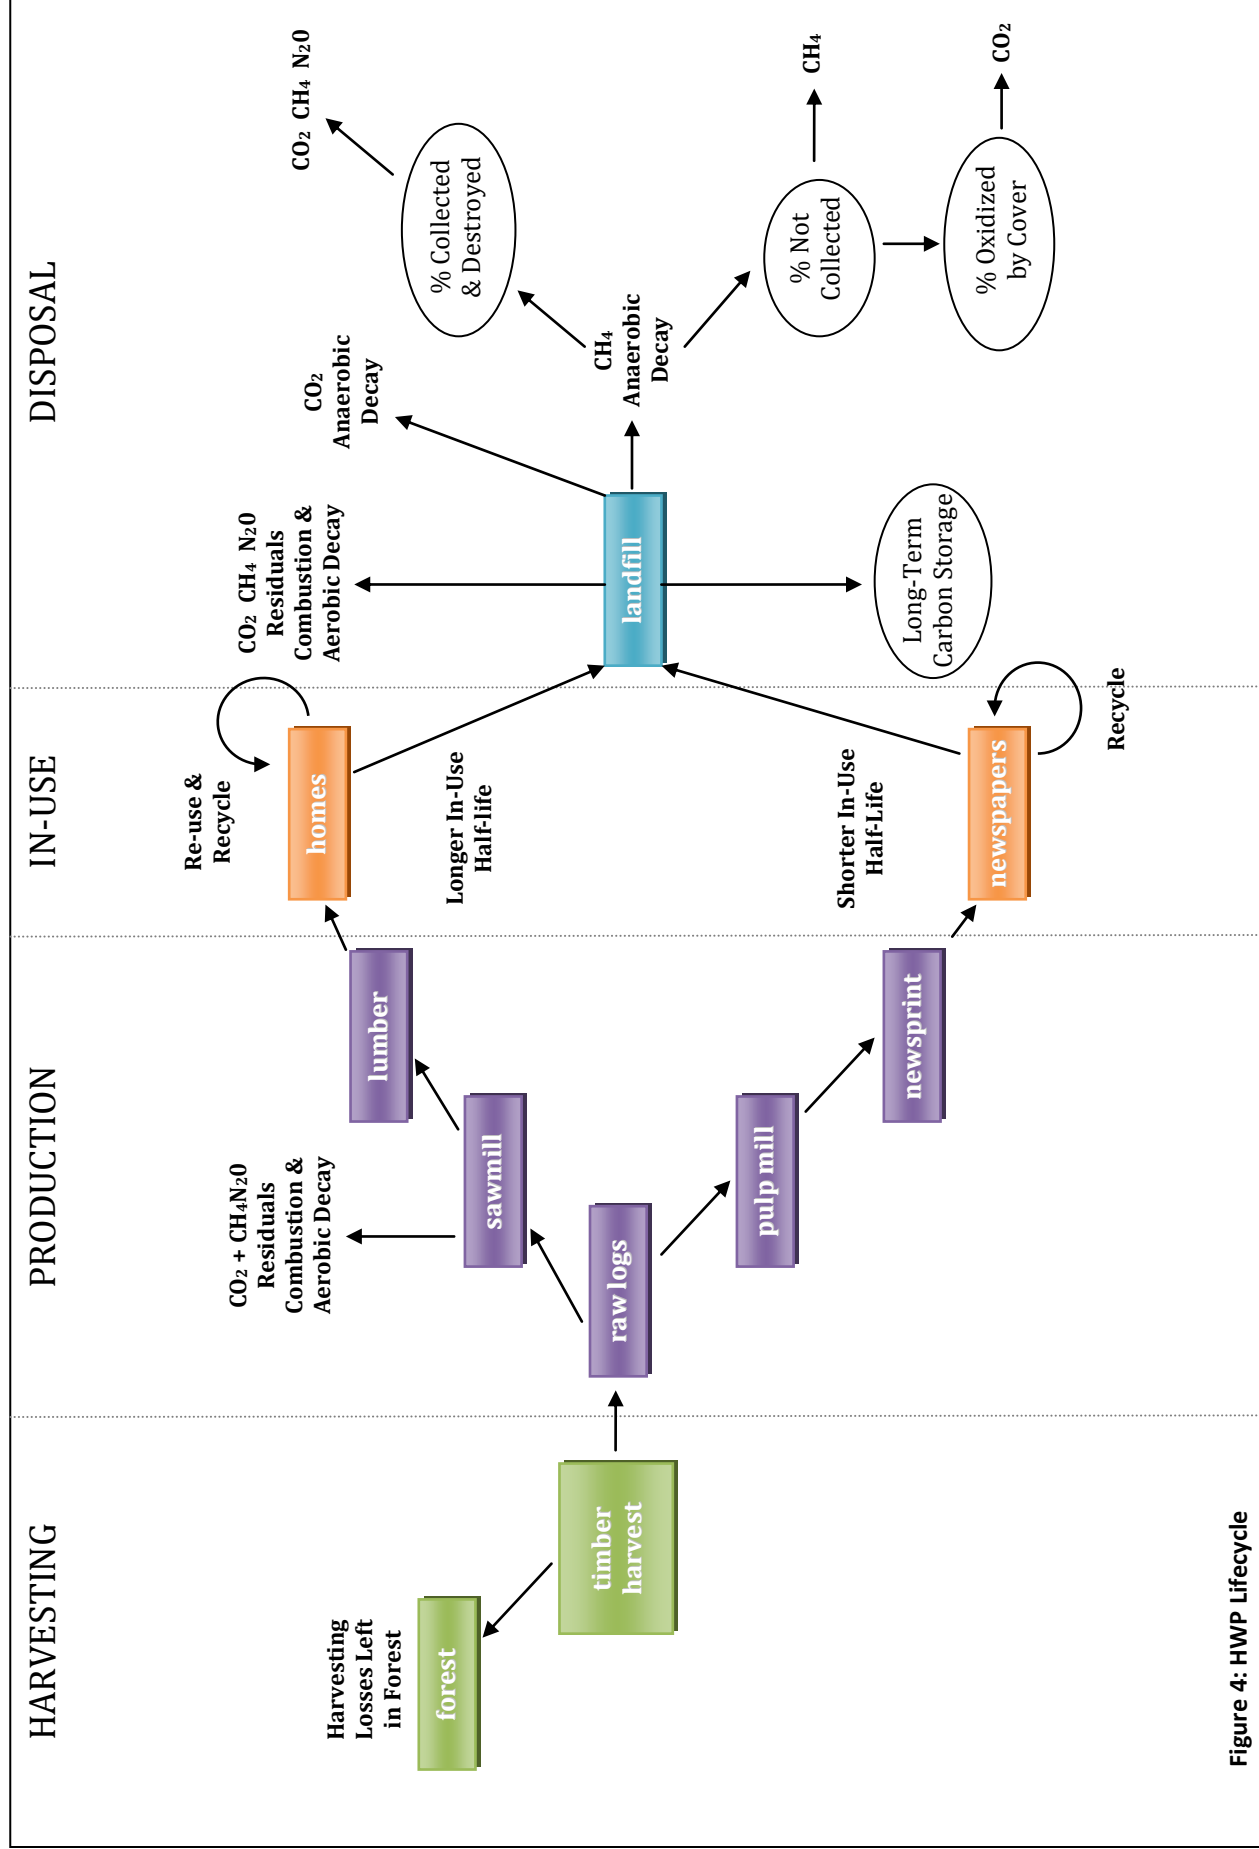 HARVESTING
PRODUCTION
IN-USE
DISPOSAL
Harvesting
Losses Left
in Forest
forest
timber
harvest
raw logs
CO₂ + CH₄N₂O
Residuals
Combustion &
Aerobic Decay
sawmill
lumber
pulp mill
newsprint
Re-use &
Recycle
homes
Longer In-Use
Half-life
Shorter In-Use
Half-Life
newspapers
Recycle
CO₂ CH₄ N₂O
Residuals
Combustion &
Aerobic Decay
landfill
Long-Term
Carbon Storage
CO₂
Anaerobic
Decay
CH₄
Anaerobic
Decay
% Collected
& Destroyed
CO₂ CH₄ N₂O
% Not
Collected
CH₄
% Oxidized
by Cover
CO₂
Figure 4: HWP Lifecycle